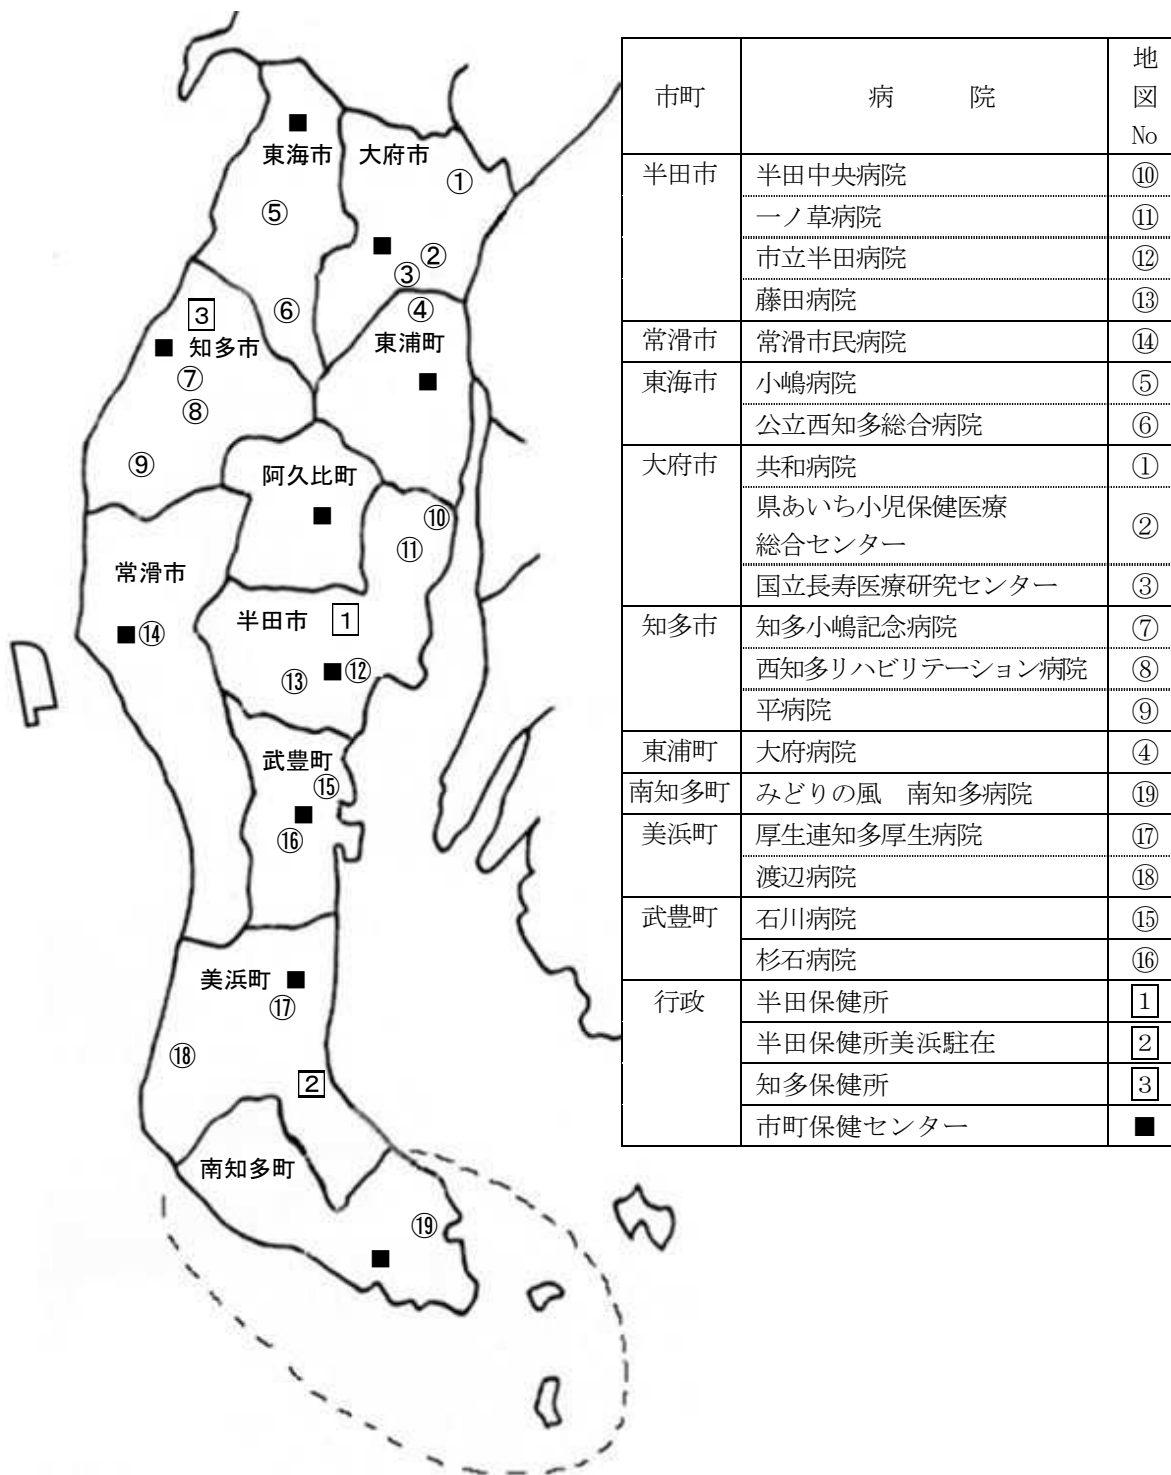 ■
東海市 大府市
①
⑤
■ ②
③
⑥ ④
3
■ 知多市 東浦町
⑦ ■
⑧
⑨
阿久比町
■ ⑩
⑪
常滑市
半田市 1
■⑭
⑬ ■⑫
武豊町
⑮
■
⑯
美浜町 ■
⑰
⑱
2
南知多町
⑲
■
市町 病 院 地図No
半田市 半田中央病院 ⑩
一ノ草病院 ⑪
市立半田病院 ⑫
藤田病院 ⑬
常滑市 常滑市民病院 ⑭
東海市 小嶋病院 ⑤
公立西知多総合病院 ⑥
大府市 共和病院 ①
県あいち小児保健医療
総合センター ②
国立長寿医療研究センター ③
知多市 知多小嶋記念病院 ⑦
西知多リハビリテーション病院 ⑧
平病院 ⑨
東浦町 大府病院 ④
南知多町 みどりの風 南知多病院 ⑲
美浜町 厚生連知多厚生病院 ⑰
渡辺病院 ⑱
武豊町 石川病院 ⑮
杉石病院 ⑯
行政 半田保健所 1
半田保健所美浜駐在 2
知多保健所 3
市町保健センター ■